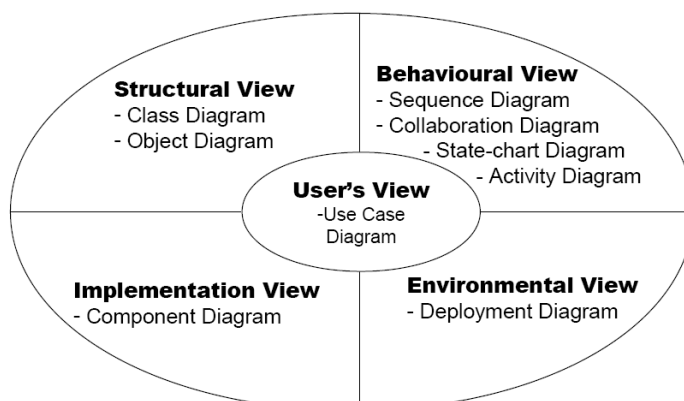 Structural View
- Class Diagram
- Object Diagram
Behavioural View
- Sequence Diagram
- Collaboration Diagram
- State-chart Diagram
- Activity Diagram
User's View
-Use Case
Diagram
Implementation View
- Component Diagram
Environmental View
- Deployment Diagram